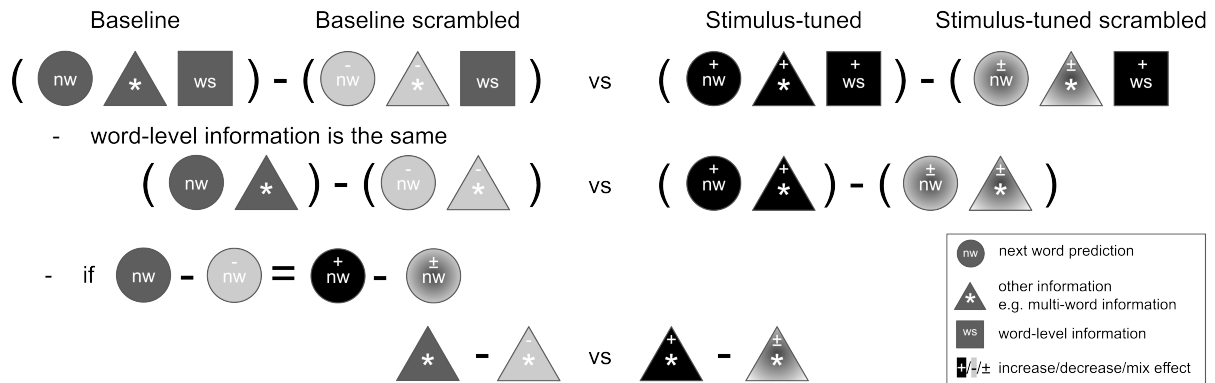 Baseline Baseline scrambled Stimulus-tuned Stimulus-tuned scrambled
( nw * ws ) - ( - nw - * ws ) vs ( + nw + * + ws ) - ( ± nw ± * + ws )
- word-level information is the same
( nw * ) - ( - nw - * ) vs ( + nw + * ) - ( ± nw ± * )
- if nw - - nw = + nw - ± nw
* - - * vs + * - ± *
nw next word prediction
* other information
e.g. multi-word information
ws word-level information
+/-/± increase/decrease/mix effect